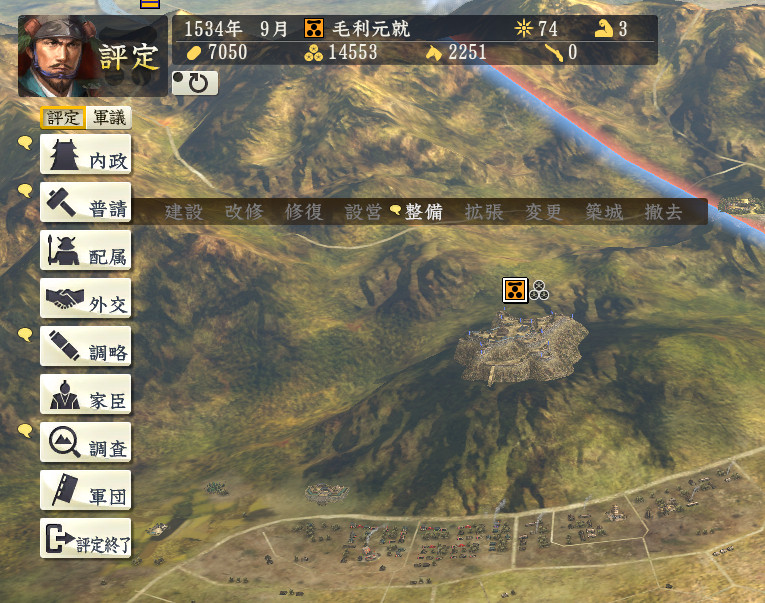 1534年 9月 毛利元就 74 3
評定
7050 14553 2251 0
評定 軍議
内政
普請
建設 改修 修復 設営 整備 拡張 変更 築城 撤去
配属
外交
調略
家臣
調査
軍団
評定終了